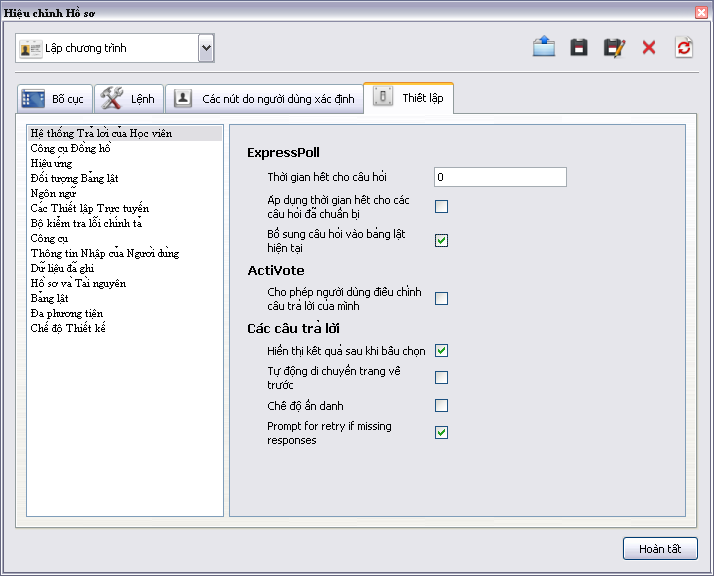 Hiệu chỉnh Hồ sơ
Lập chương trình
Bố cục
Lệnh
Các nút do người dùng xác định
Thiết lập
Hệ thống Trả lời của Học viên
Công cụ Đồng hồ
Hiệu ứng
Đối tượng Bảng lật
Ngôn ngữ
Các Thiết lập Trực tuyến
Bộ kiểm tra lỗi chính tả
Công cụ
Thông tin Nhập của Người dùng
Dữ liệu đã ghi
Hồ sơ và Tài nguyên
Bảng lật
Đa phương tiện
Chế độ Thiết kế
ExpressPoll
Thời gian hết cho câu hỏi
0
Áp dụng thời gian hết cho các
câu hỏi đã chuẩn bị
Bổ sung câu hỏi vào bảng lật
hiện tại
ActiVote
Cho phép người dùng điều chỉnh
câu trả lời của mình
Các câu trả lời
Hiển thị kết quả sau khi bầu chọn
Tự động di chuyển trang về
trước
Chế độ ẩn danh
Prompt for retry if missing
responses
Hoàn tất